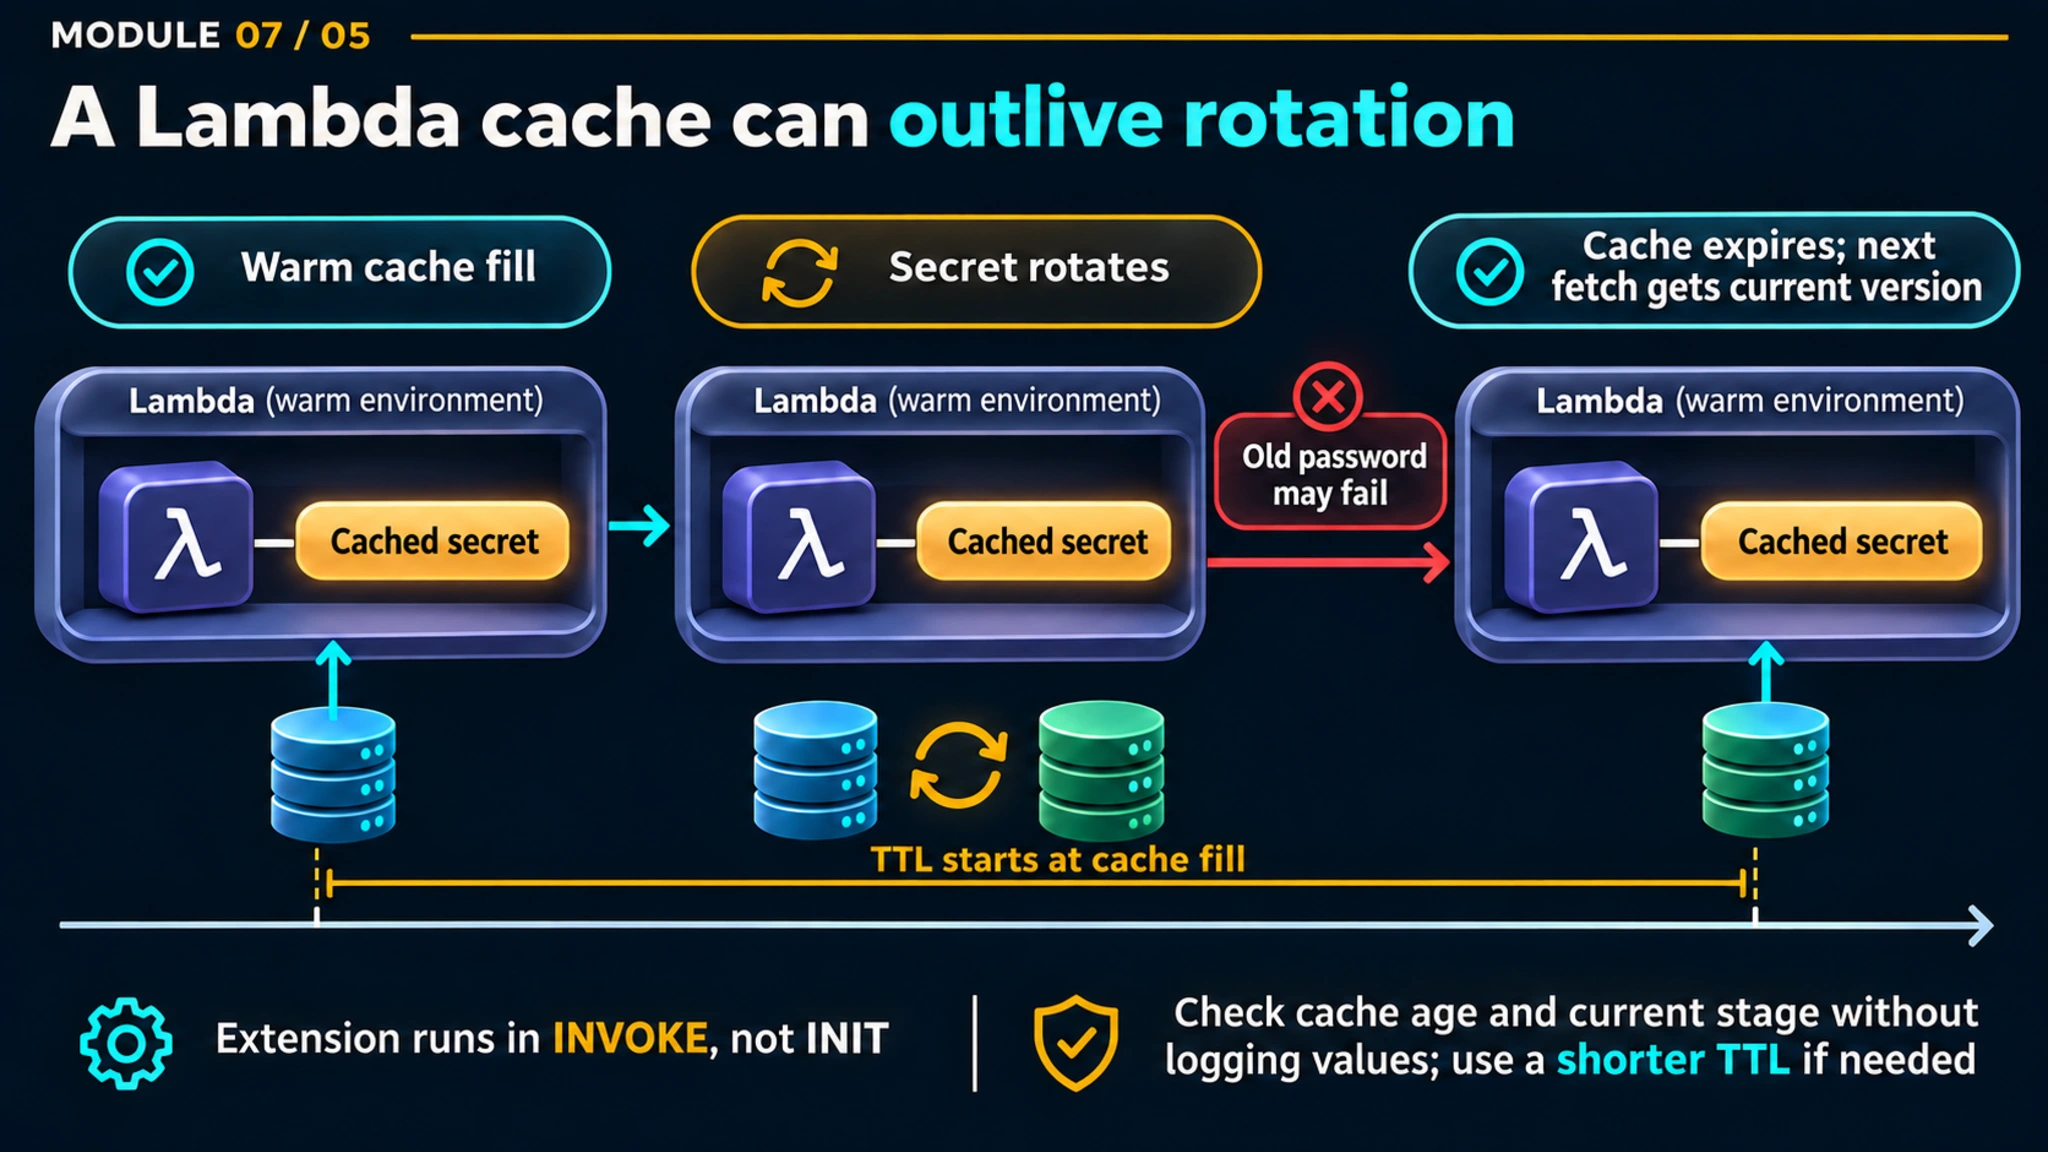 MODULE 07 / 05
A Lambda cache can outlive rotation
Warm cache fill
Secret rotates
Cache expires; next
fetch gets current version
Lambda (warm environment)
λ
Cached secret
Lambda (warm environment)
λ
Cached secret
Old password
may fail
Lambda (warm environment)
λ
Cached secret
TTL starts at cache fill
Extension runs in INVOKE, not INIT
Check cache age and current stage without
logging values; use a shorter TTL if needed